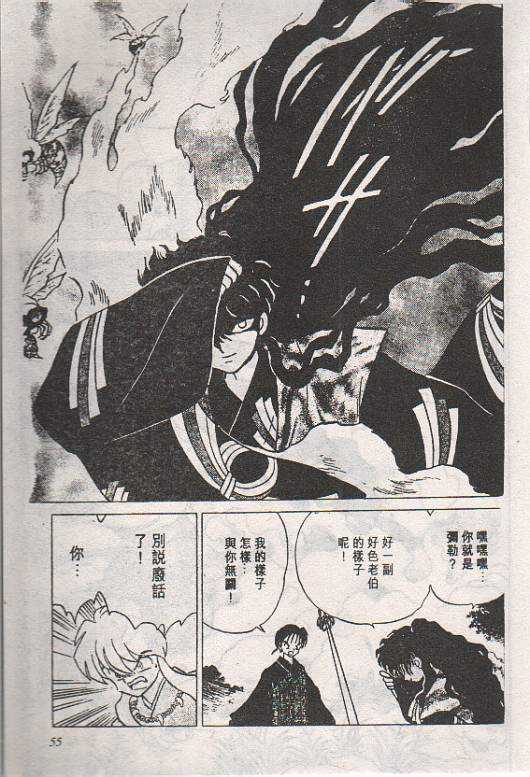 嘿嘿嘿…
你就是
彌勒？
好一副
好色老伯
的樣子
呢！
我的樣子
怎樣…
與你無關！
別説廢話
了！
你…
55